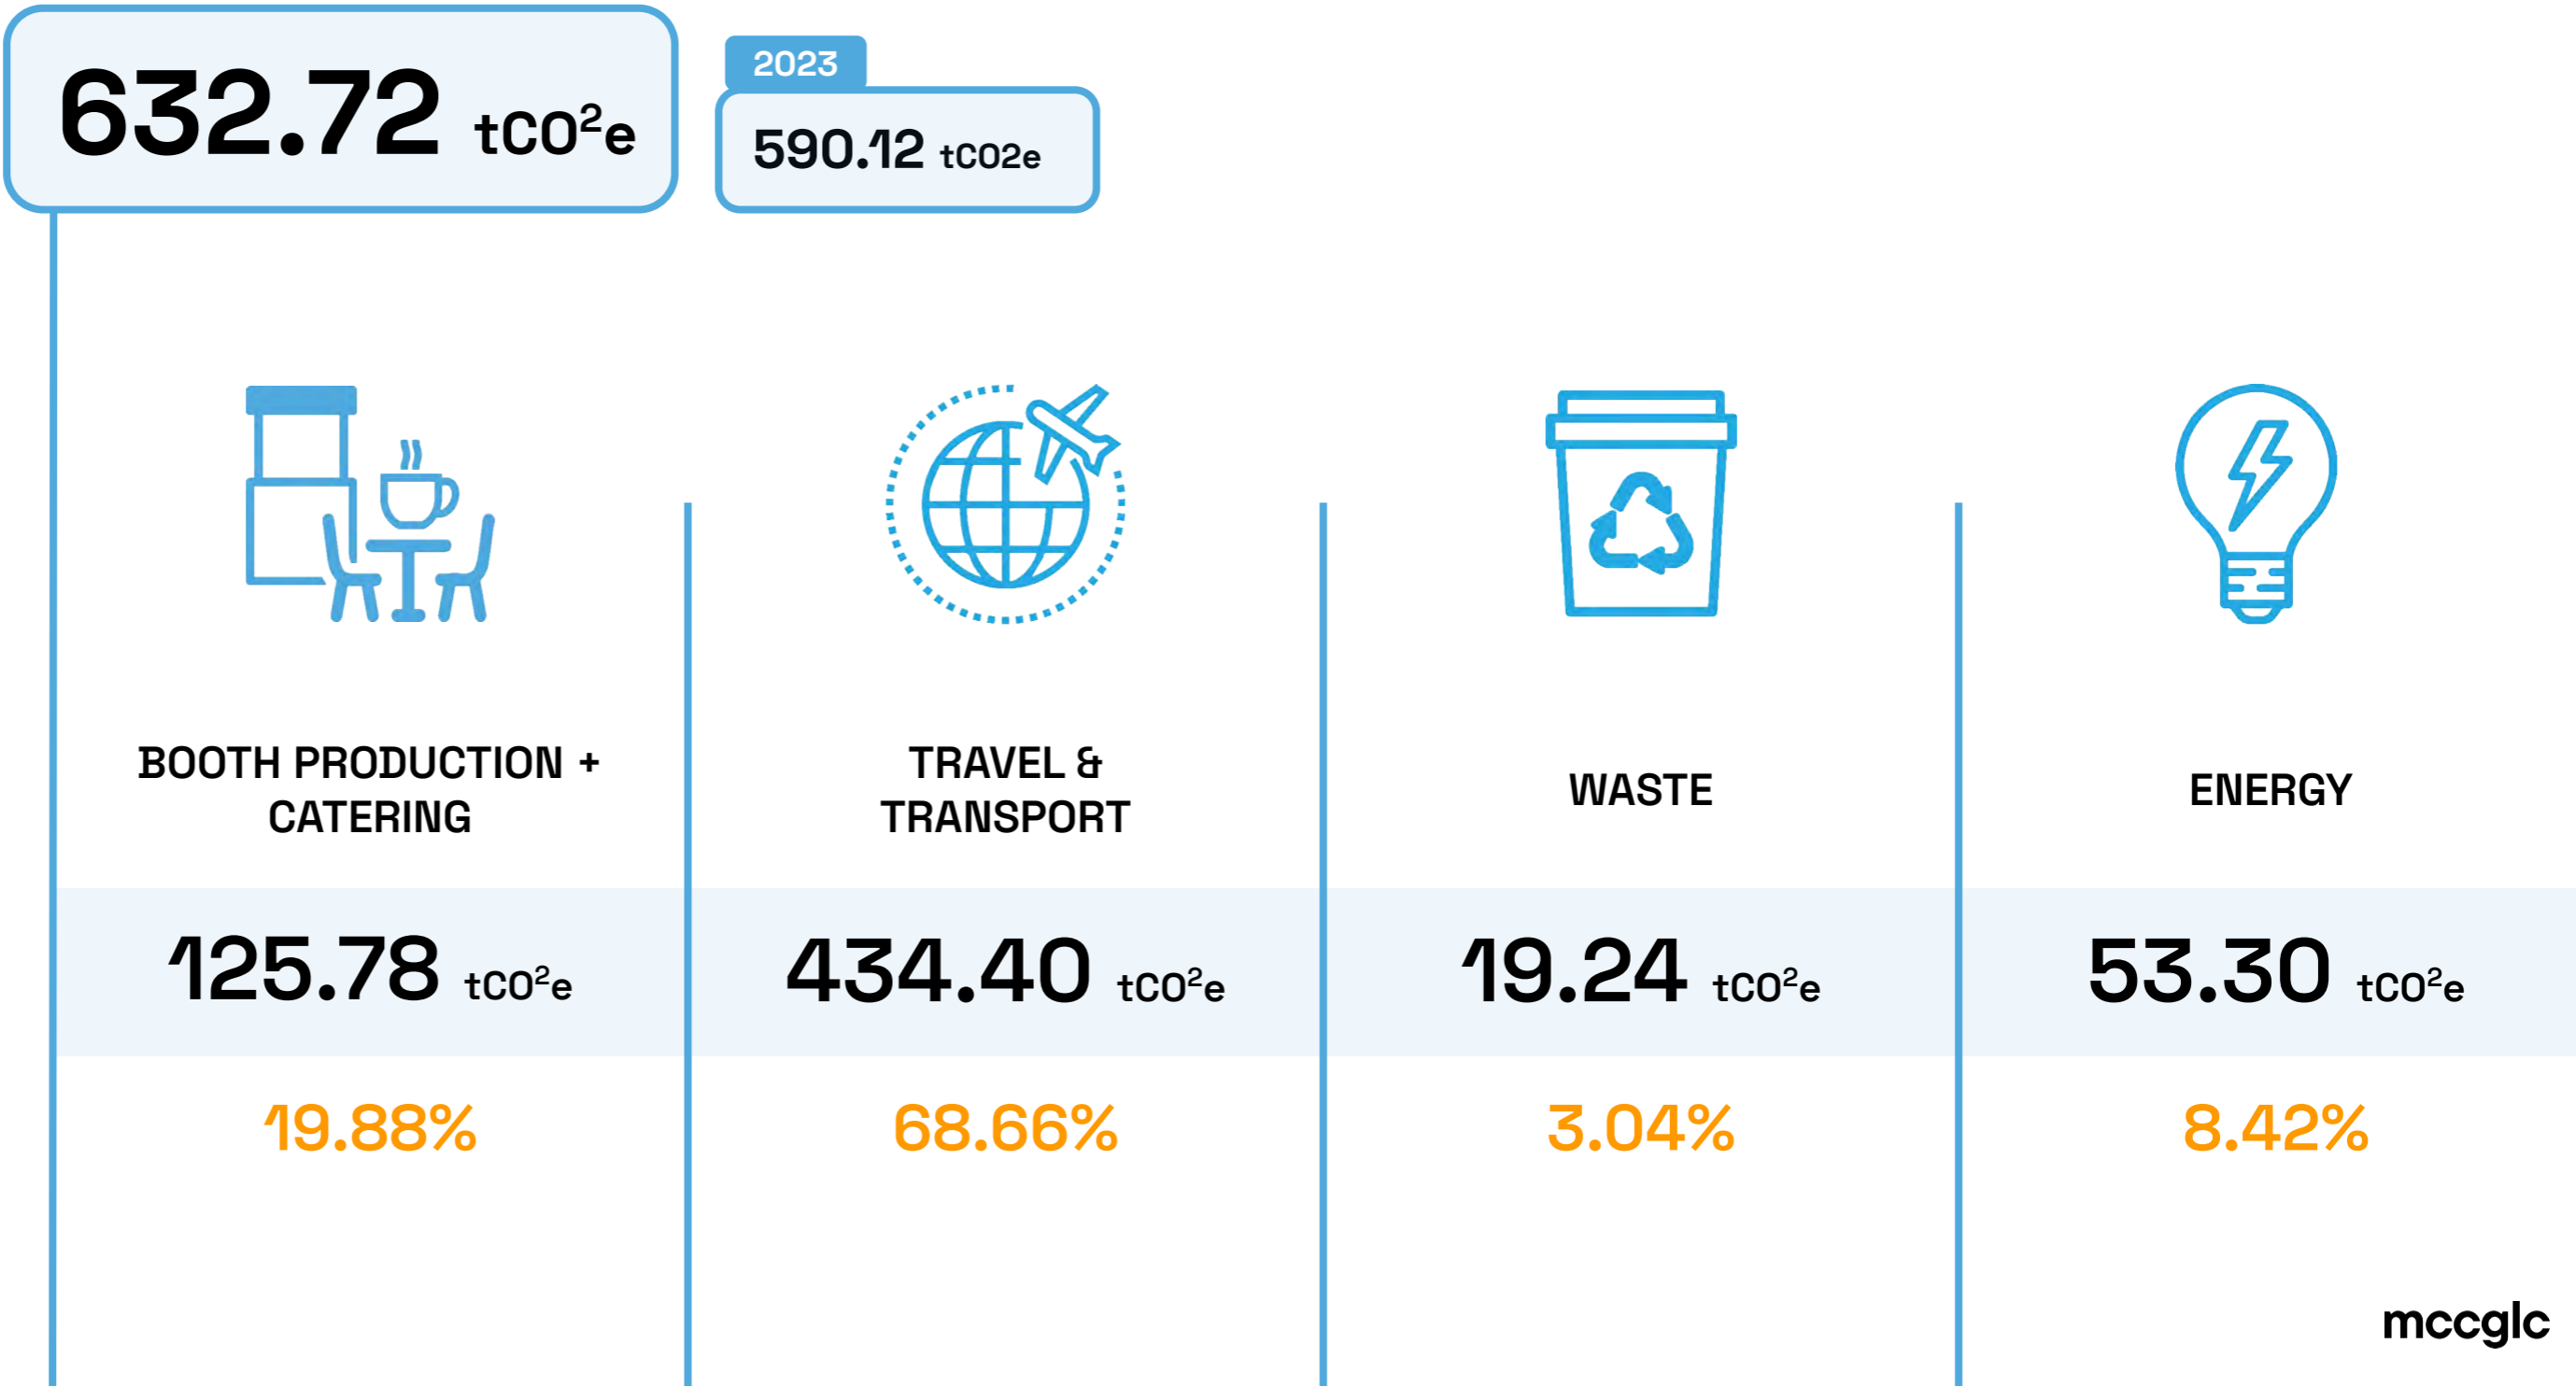 632.72 tCO²e
2023
590.12 tCO2e
BOOTH PRODUCTION +
CATERING
125.78 tCO²e
19.88%
TRAVEL &
TRANSPORT
434.40 tCO²e
68.66%
WASTE
19.24 tCO²e
3.04%
ENERGY
53.30 tCO²e
8.42%
mccglc